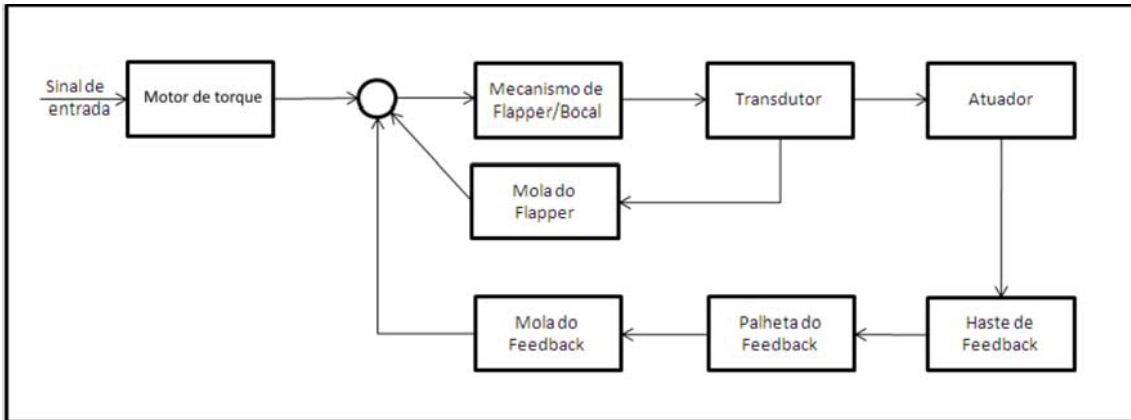 Sinal de
entrada
Motor de torque
Mecanismo de
Flapper/Bocal
Transdutor
Atuador
Mola do
Flapper
Mola do
Feedback
Palheta do
Feedback
Haste de
Feedback